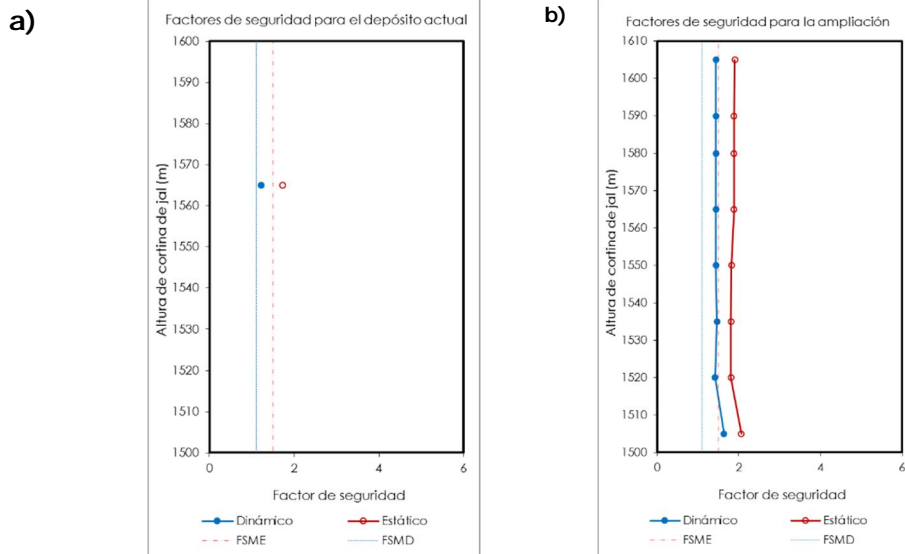 a)
Factores de seguridad para el depósito actual
1600
1590
1580
1570
1560
1550
1540
1530
1520
1510
1500
Altura de cortina de jal (m)
0 2 4 6
Factor de seguridad
Dinámico Estático
FSME FSMD
b)
Factores de seguridad para la ampliación
1610
1600
1590
1580
1570
1560
1550
1540
1530
1520
1510
1500
Altura de cortina de jal (m)
0 2 4 6
Factor de seguridad
Dinámico Estático
FSME FSMD